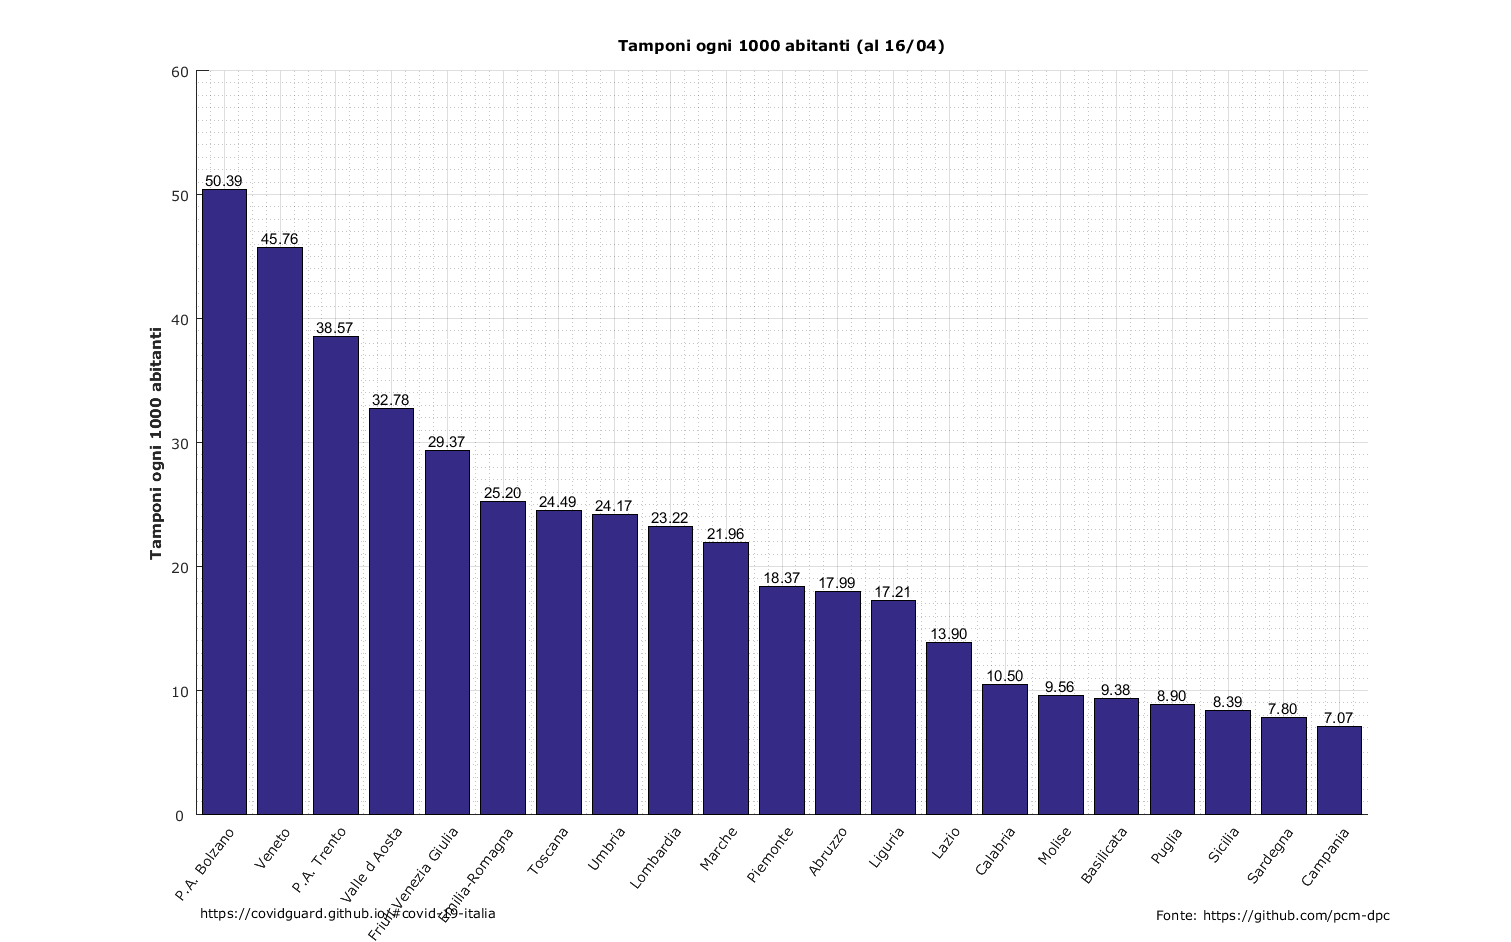 Tamponi ogni 1000 abitanti (al 16/04)
Tamponi ogni 1000 abitanti
60
50
40
30
20
10
0
50.39
45.76
38.57
32.78
29.37
25.20
24.49
24.17
23.22
21.96
18.37
17.99
17.21
13.90
10.50
9.56
9.38
8.90
8.39
7.80
7.07
P.A. Bolzano
Veneto
P.A. Trento
Valle d Aosta
Friuli Venezia Giulia
Emilia-Romagna
Toscana
Umbria
Lombardia
Marche
Piemonte
Abruzzo
Liguria
Lazio
Calabria
Molise
Basilicata
Puglia
Sicilia
Sardegna
Campania
https://covidguard.github.io/#covid-19-italia
Fonte: https://github.com/pcm-dpc